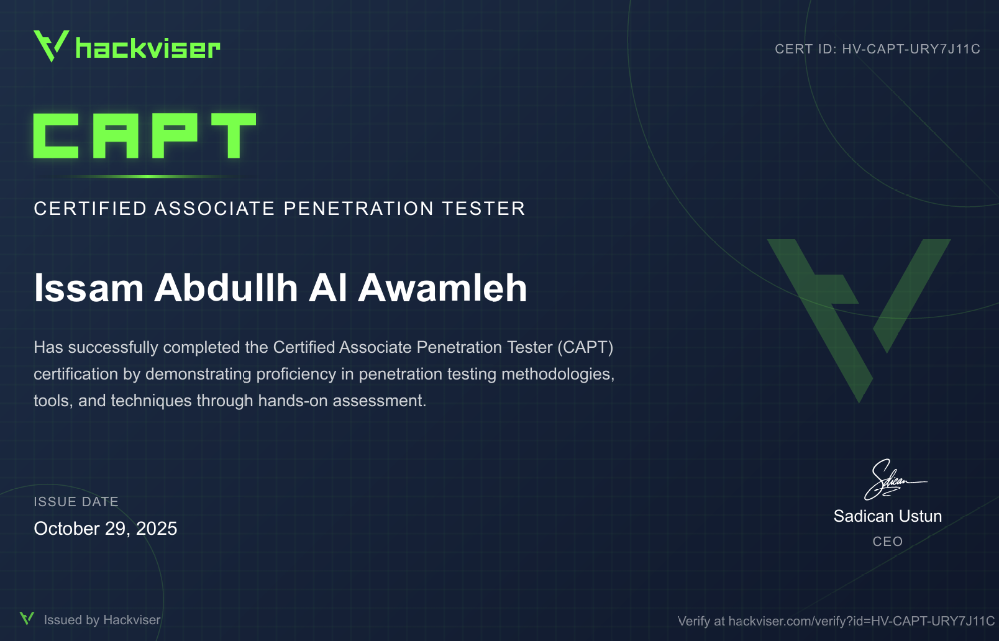 hackviser
CERT ID: HV-CAPT-URY7J11C
CAPT
CERTIFIED ASSOCIATE PENETRATION TESTER
Issam Abdullh Al Awamleh
Has successfully completed the Certified Associate Penetration Tester (CAPT)
certification by demonstrating proficiency in penetration testing methodologies,
tools, and techniques through hands-on assessment.
ISSUE DATE
October 29, 2025
Sdican
Sadican Ustun
CEO
Issued by Hackviser
Verify at hackviser.com/verify?id=HV-CAPT-URY7J11C